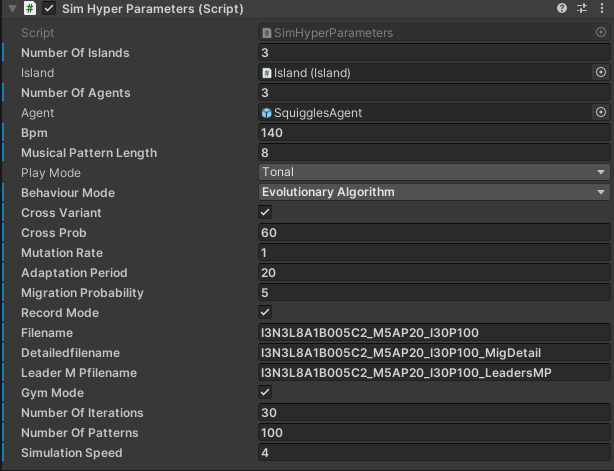 Sim Hyper Parameters (Script)
Script SimHyperParameters
Number Of Islands 3
Island Island (Island)
Number Of Agents 3
Agent SquigglesAgent
Bpm 140
Musical Pattern Length 8
Play Mode Tonal
Behaviour Mode Evolutionary Algorithm
Cross Variant
Cross Prob 60
Mutation Rate 1
Adaptation Period 20
Migration Probability 5
Record Mode
Filename I3N3L8A1B005C2_M5AP20_I30P100
Detailedfilename I3N3L8A1B005C2_M5AP20_I30P100_MigDetail
Leader M Pfilename I3N3L8A1B005C2_M5AP20_I30P100_LeadersMP
Gym Mode
Number Of Iterations 30
Number Of Patterns 100
Simulation Speed 4